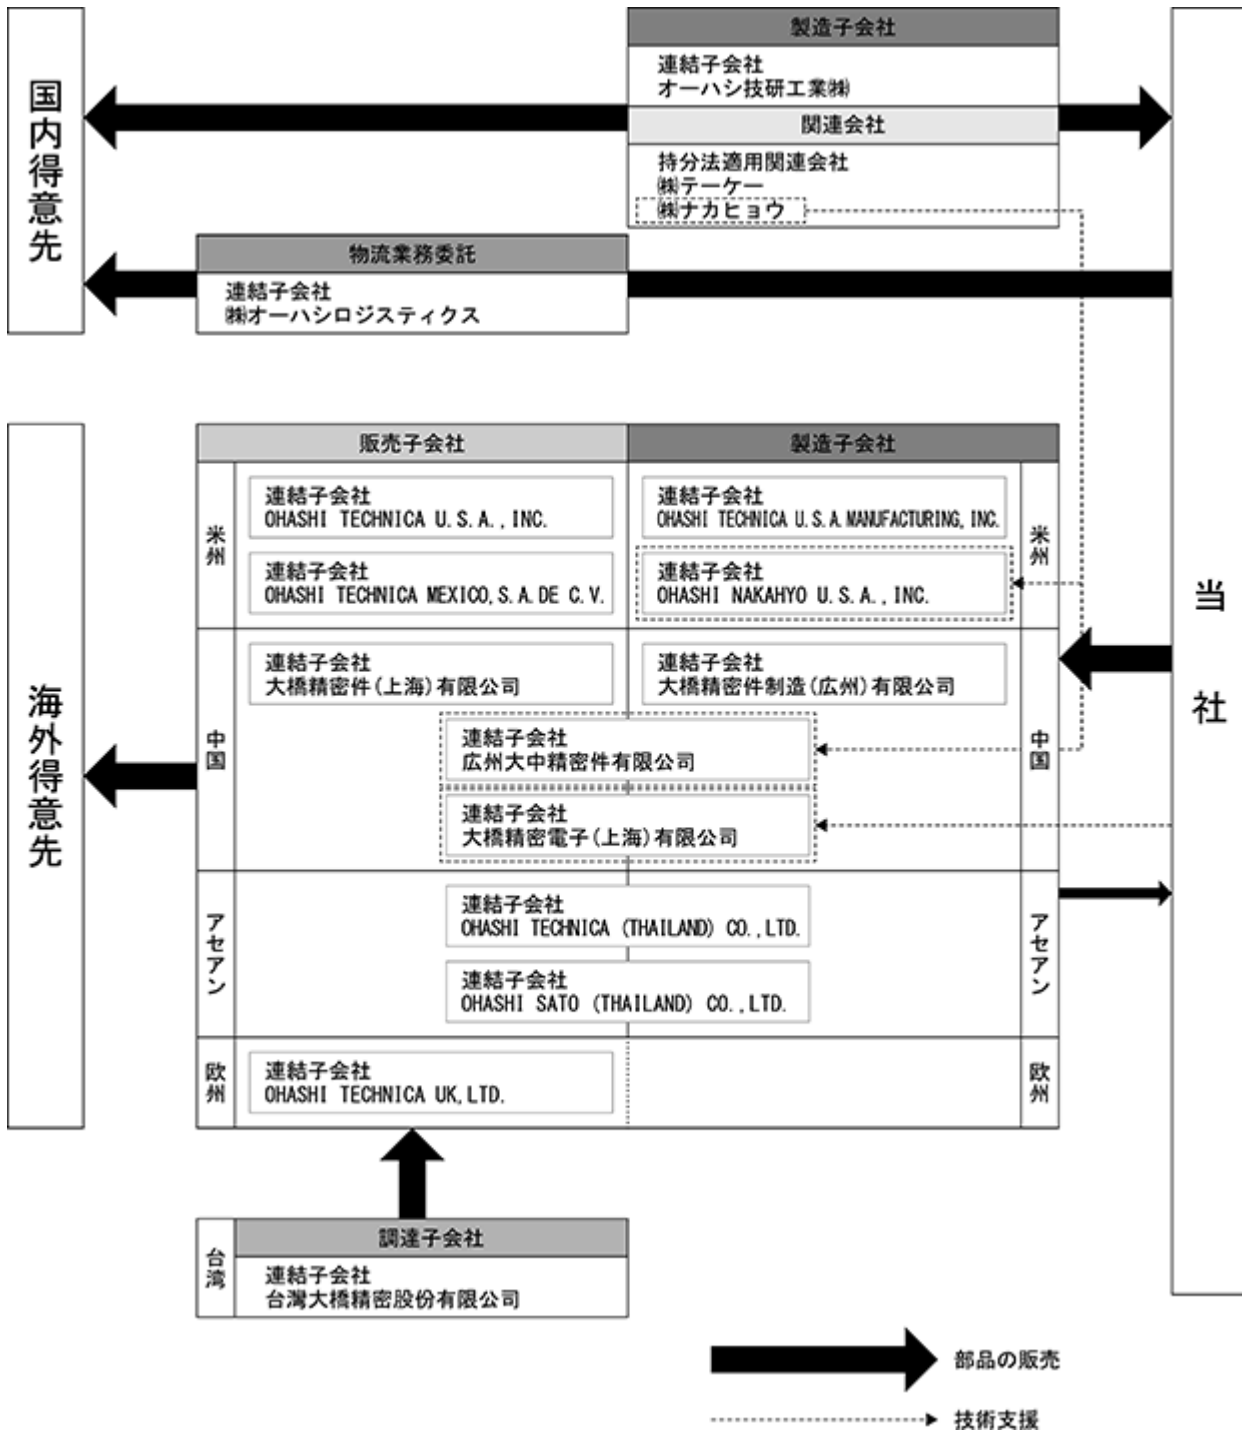 製造子会社
連結子会社
オーハシ技研工業㈱
関連会社
持分法適用関連会社
㈱テーケー
㈱ナカヒョウ
国内得意先
物流業務委託
連結子会社
㈱オーハシロジスティクス
当社
海外得意先
販売子会社
製造子会社
米州
連結子会社
OHASHI TECHNICA U.S.A., INC.
連結子会社
OHASHI TECHNICA U.S.A. MANUFACTURING, INC.
米州
連結子会社
OHASHI TECHNICA MEXICO, S.A. DE C.V.
連結子会社
OHASHI NAKAHYO U.S.A., INC.
中国
連結子会社
大橋精密件(上海)有限公司
連結子会社
大橋精密件制造(広州)有限公司
中国
連結子会社
広州大中精密件有限公司
連結子会社
大橋精密電子(上海)有限公司
アセアン
連結子会社
OHASHI TECHNICA (THAILAND) CO.,LTD.
アセアン
連結子会社
OHASHI SATO (THAILAND) CO.,LTD.
欧州
連結子会社
OHASHI TECHNICA UK,LTD.
欧州
台湾
調達子会社
連結子会社
台灣大橋精密股份有限公司
部品の販売
技術支援